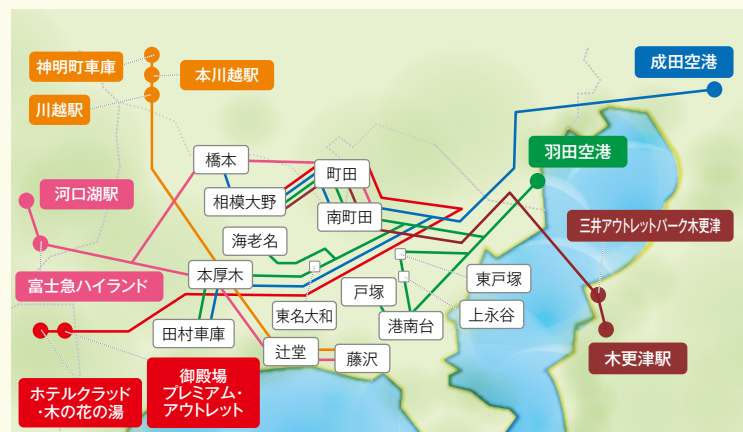 神明町車庫
本川越駅
川越駅
成田空港
羽田空港
橋本
町田
相模大野
南町田
河口湖駅
海老名
三井アウトレットパーク木更津
富士急ハイランド
本厚木
東名大和
戸塚
東戸塚
上永谷
港南台
田村車庫
辻堂
藤沢
木更津駅
ホテルクラッド
・木の花の湯
御殿場
プレミアム・
アウトレット